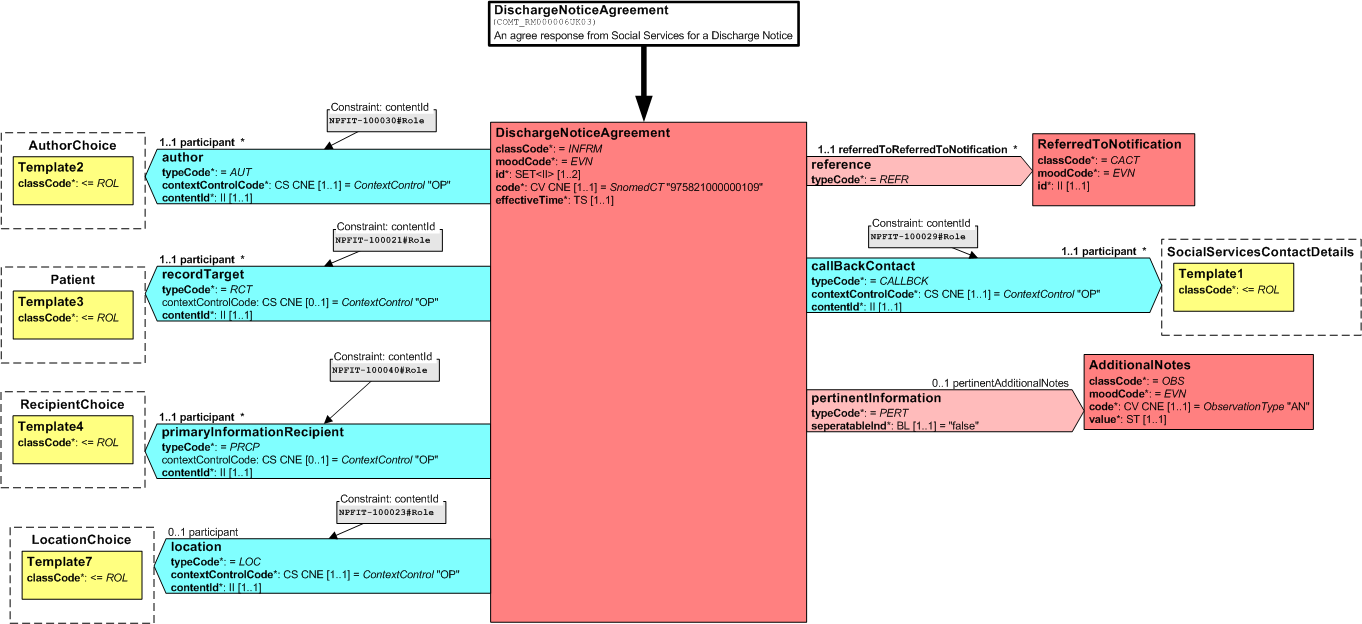 DischargeNoticeAgreement
(COMT_RM000006UK03)
An agree response from Social Services for a Discharge Notice
Constraint: contentId
NPFIT-100030#Role
AuthorChoice
Template2
classCode*: <= ROL
1..1 participant *
author
typeCode*: = AUT
contextControlCode*: CS CNE [1..1] = ContextControl "OP"
contentId*: II [1..1]
Constraint: contentId
NPFIT-100021#Role
Patient
Template3
classCode*: <= ROL
1..1 participant *
recordTarget
typeCode*: = RCT
contextControlCode: CS CNE [0..1] = ContextControl "OP"
contentId*: II [1..1]
Constraint: contentId
NPFIT-100040#Role
RecipientChoice
Template4
classCode*: <= ROL
1..1 participant *
primaryInformationRecipient
typeCode*: = PRCP
contextControlCode: CS CNE [0..1] = ContextControl "OP"
contentId*: II [1..1]
Constraint: contentId
NPFIT-100023#Role
LocationChoice
Template7
classCode*: <= ROL
0..1 participant
location
typeCode*: = LOC
contextControlCode*: CS CNE [1..1] = ContextControl "OP"
contentId*: II [1..1]
DischargeNoticeAgreement
classCode*: = INFRM
moodCode*: = EVN
id*: SET<II> [1..2]
code*: CV CNE [1..1] = SnomedCT "975821000000109"
effectiveTime*: TS [1..1]
1..1 referredToReferredToNotification *
reference
typeCode*: = REFR
ReferredToNotification
classCode*: = CACT
moodCode*: = EVN
id*: II [1..1]
Constraint: contentId
NPFIT-100029#Role
1..1 participant *
callBackContact
typeCode*: = CALLBCK
contextControlCode*: CS CNE [1..1] = ContextControl "OP"
contentId*: II [1..1]
SocialServicesContactDetails
Template1
classCode*: <= ROL
0..1 pertinentAdditionalNotes
pertinentInformation
typeCode*: = PERT
seperatableInd*: BL [1..1] = "false"
AdditionalNotes
classCode*: = OBS
moodCode*: = EVN
code*: CV CNE [1..1] = ObservationType "AN"
value*: ST [1..1]